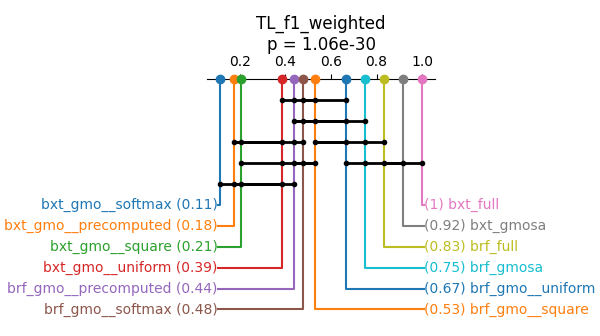 TL_f1_weighted
p = 1.06e-30
0.2 0.4 0.6 0.8 1.0
bxt_gmo__softmax (0.11) (1) bxt_full
bxt_gmo__precomputed (0.18) (0.92) bxt_gmosa
bxt_gmo__square (0.21) (0.83) brf_full
bxt_gmo__uniform (0.39) (0.75) brf_gmosa
brf_gmo__precomputed (0.44) (0.67) brf_gmo__uniform
brf_gmo__softmax (0.48) (0.53) brf_gmo__square